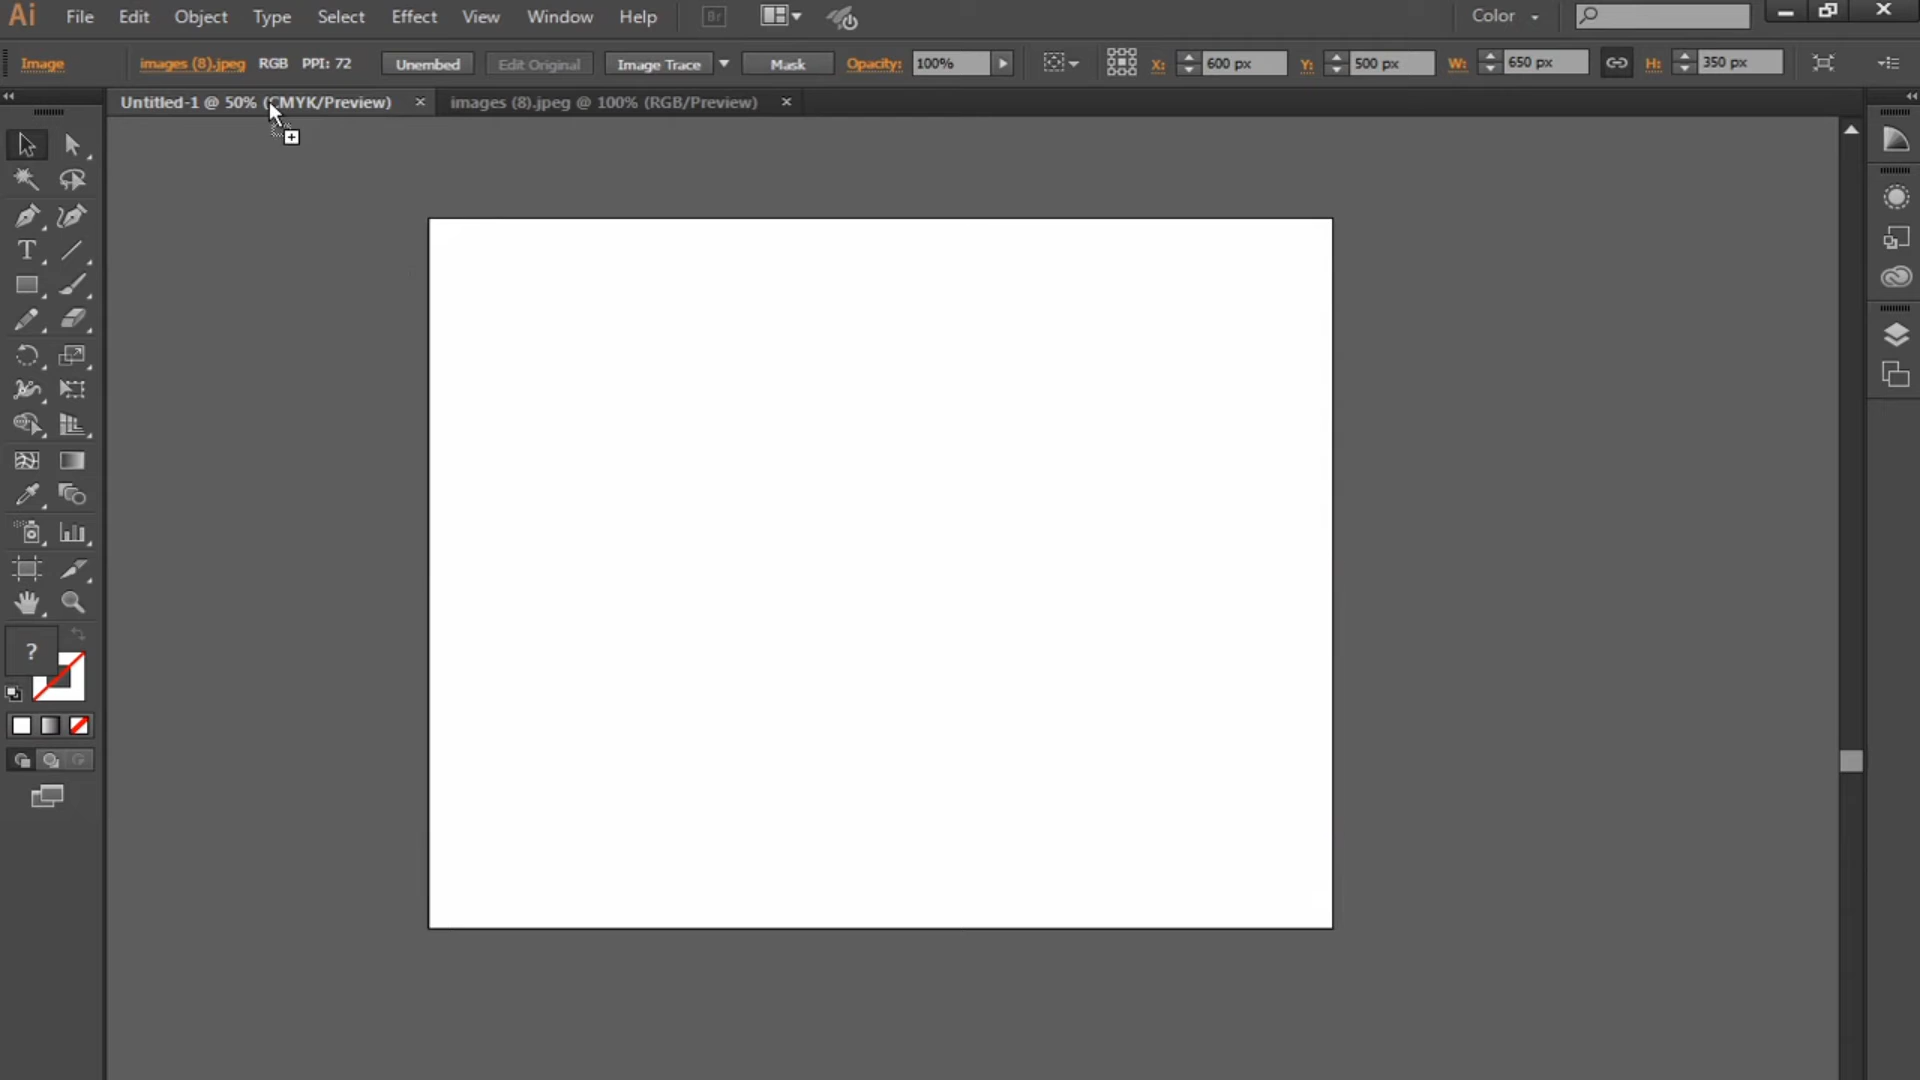 Ai File Edit Object Type Select Effect View Window Help Br Color
Image images (8).jpeg RGB PPI: 72 Unembed Edit Original Image Trace Mask Opacity: 100% X: 600 px Y: 500 px W: 650 px H: 350 px
Untitled-1 @ 50% (CMYK/Preview) × images (8).jpeg @ 100% (RGB/Preview) ×
T
?